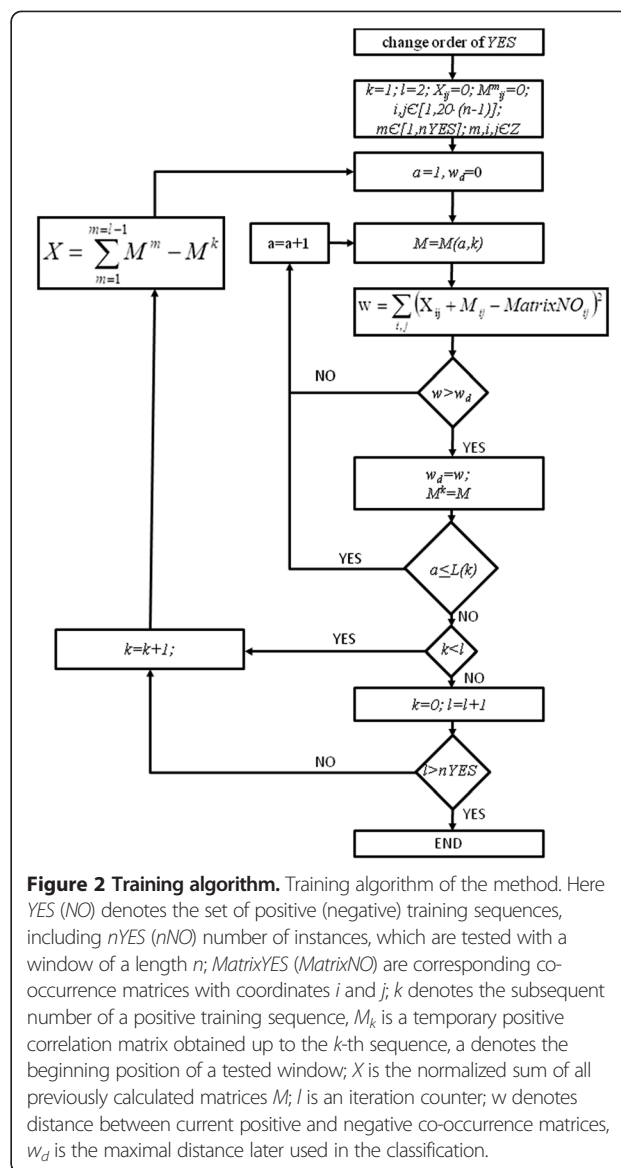 change order of YES
k=1; l=2; X_ij=0; M^m_ij=0;
i,jЄ[1,20·(n-1)];
mЄ[1,nYES]; m,i,jЄZ
a=1, w_d=0
X = \sum_{m=1}^{m=l-1} M^m - M^k
a=a+1
M=M(a,k)
w = \sum_{i,j} (X_ij + M_ij - MatrixNO_ij)^2
NO
w>w_d
YES
w_d=w;
M^k=M
YES
a≤L(k)
NO
k=k+1;
YES
k<l
NO
k=0; l=l+1
NO
l>nYES
YES
END
Figure 2 Training algorithm. Training algorithm of the method. Here
YES (NO) denotes the set of positive (negative) training sequences,
including nYES (nNO) number of instances, which are tested with a
window of a length n; MatrixYES (MatrixNO) are corresponding co-
occurrence matrices with coordinates i and j; k denotes the subsequent
number of a positive training sequence, M_k is a temporary positive
correlation matrix obtained up to the k-th sequence, a denotes the
beginning position of a tested window; X is the normalized sum of all
previously calculated matrices M; l is an iteration counter; w denotes
distance between current positive and negative co-occurrence matrices,
w_d is the maximal distance later used in the classification.